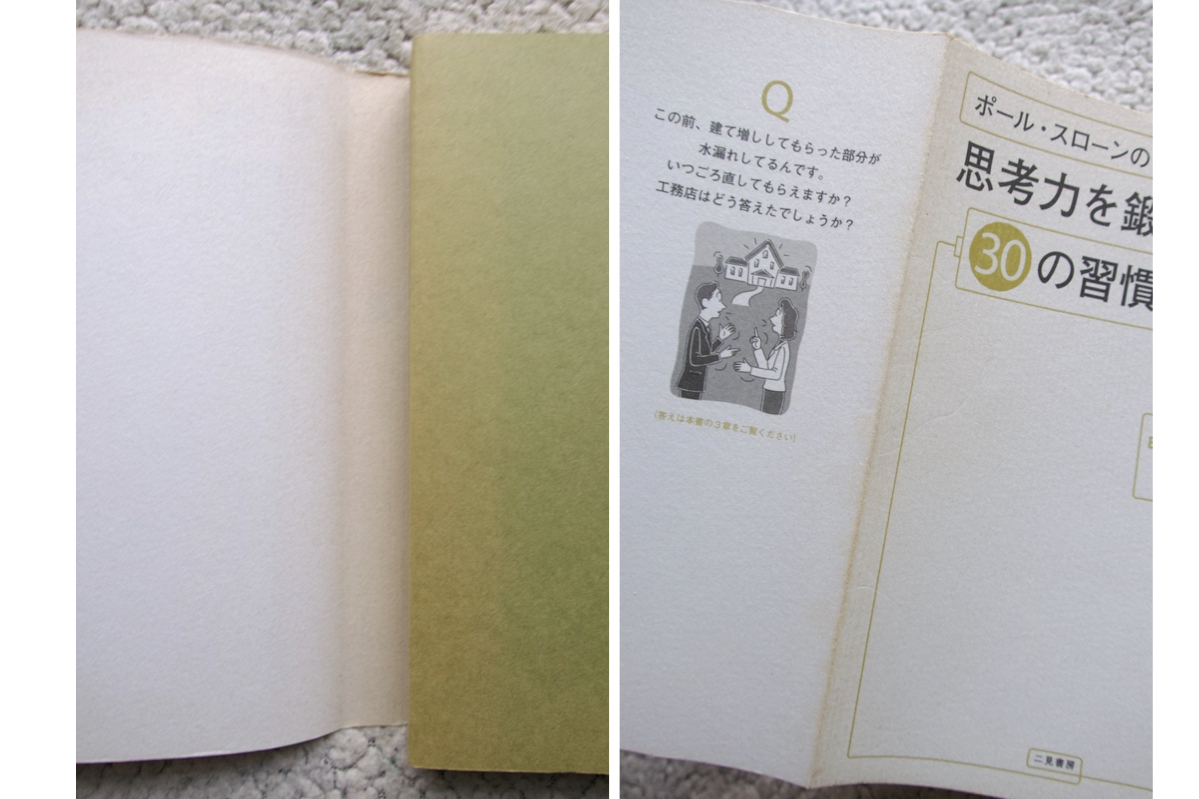 Q
この前、建て増ししてもらった部分が
水漏れしてるんです。
いつごろ直してもらえますか？
工務店はどう答えたでしょうか？
（答えは本書の3章をご覧ください）
ポール・スローンの
思考力を鍛
30の習慣
二見書房